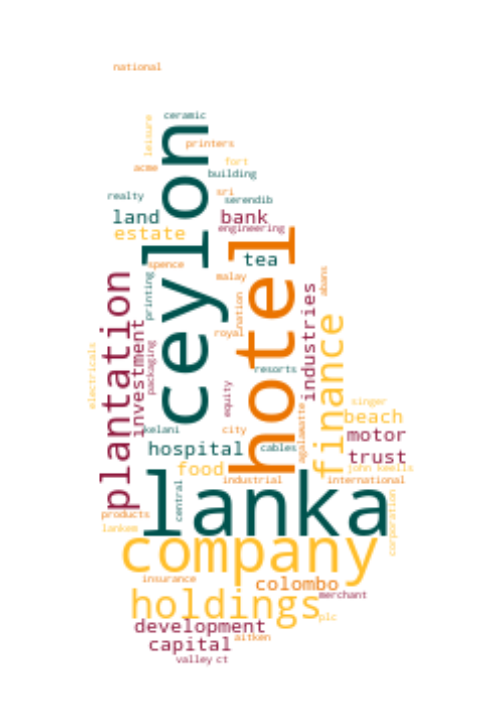 national
leisure
ceramic
printers
acme
fort
building
realty
sri
serendib
land
bank
estate
engineering
ceylon
hotel
tea
spence
malay
abans
plantation
printing
nation
industries
investment
packaging
royal
finance
electricals
resorts
equity
singer
beach
kelani
city
motor
hospital
cables
agalawatte
trust
food
john keells
central
industrial
international
lanka
products
lankem
corporation
company
insurance
colombo
merchant
holdings
plc
development
aitken
capital
valley
ct